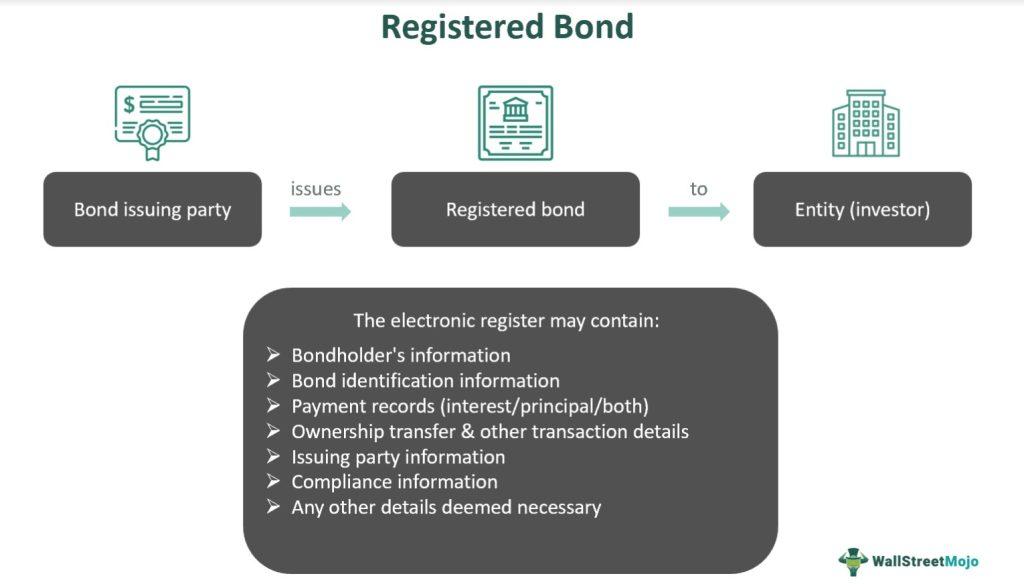 Registered Bond
$
Bond issuing party
issues
Registered bond
to
Entity (investor)
The electronic register may contain:
➢ Bondholder's information
➢ Bond identification information
➢ Payment records (interest/principal/both)
➢ Ownership transfer & other transaction details
➢ Issuing party information
➢ Compliance information
➢ Any other details deemed necessary
WallStreetMojo